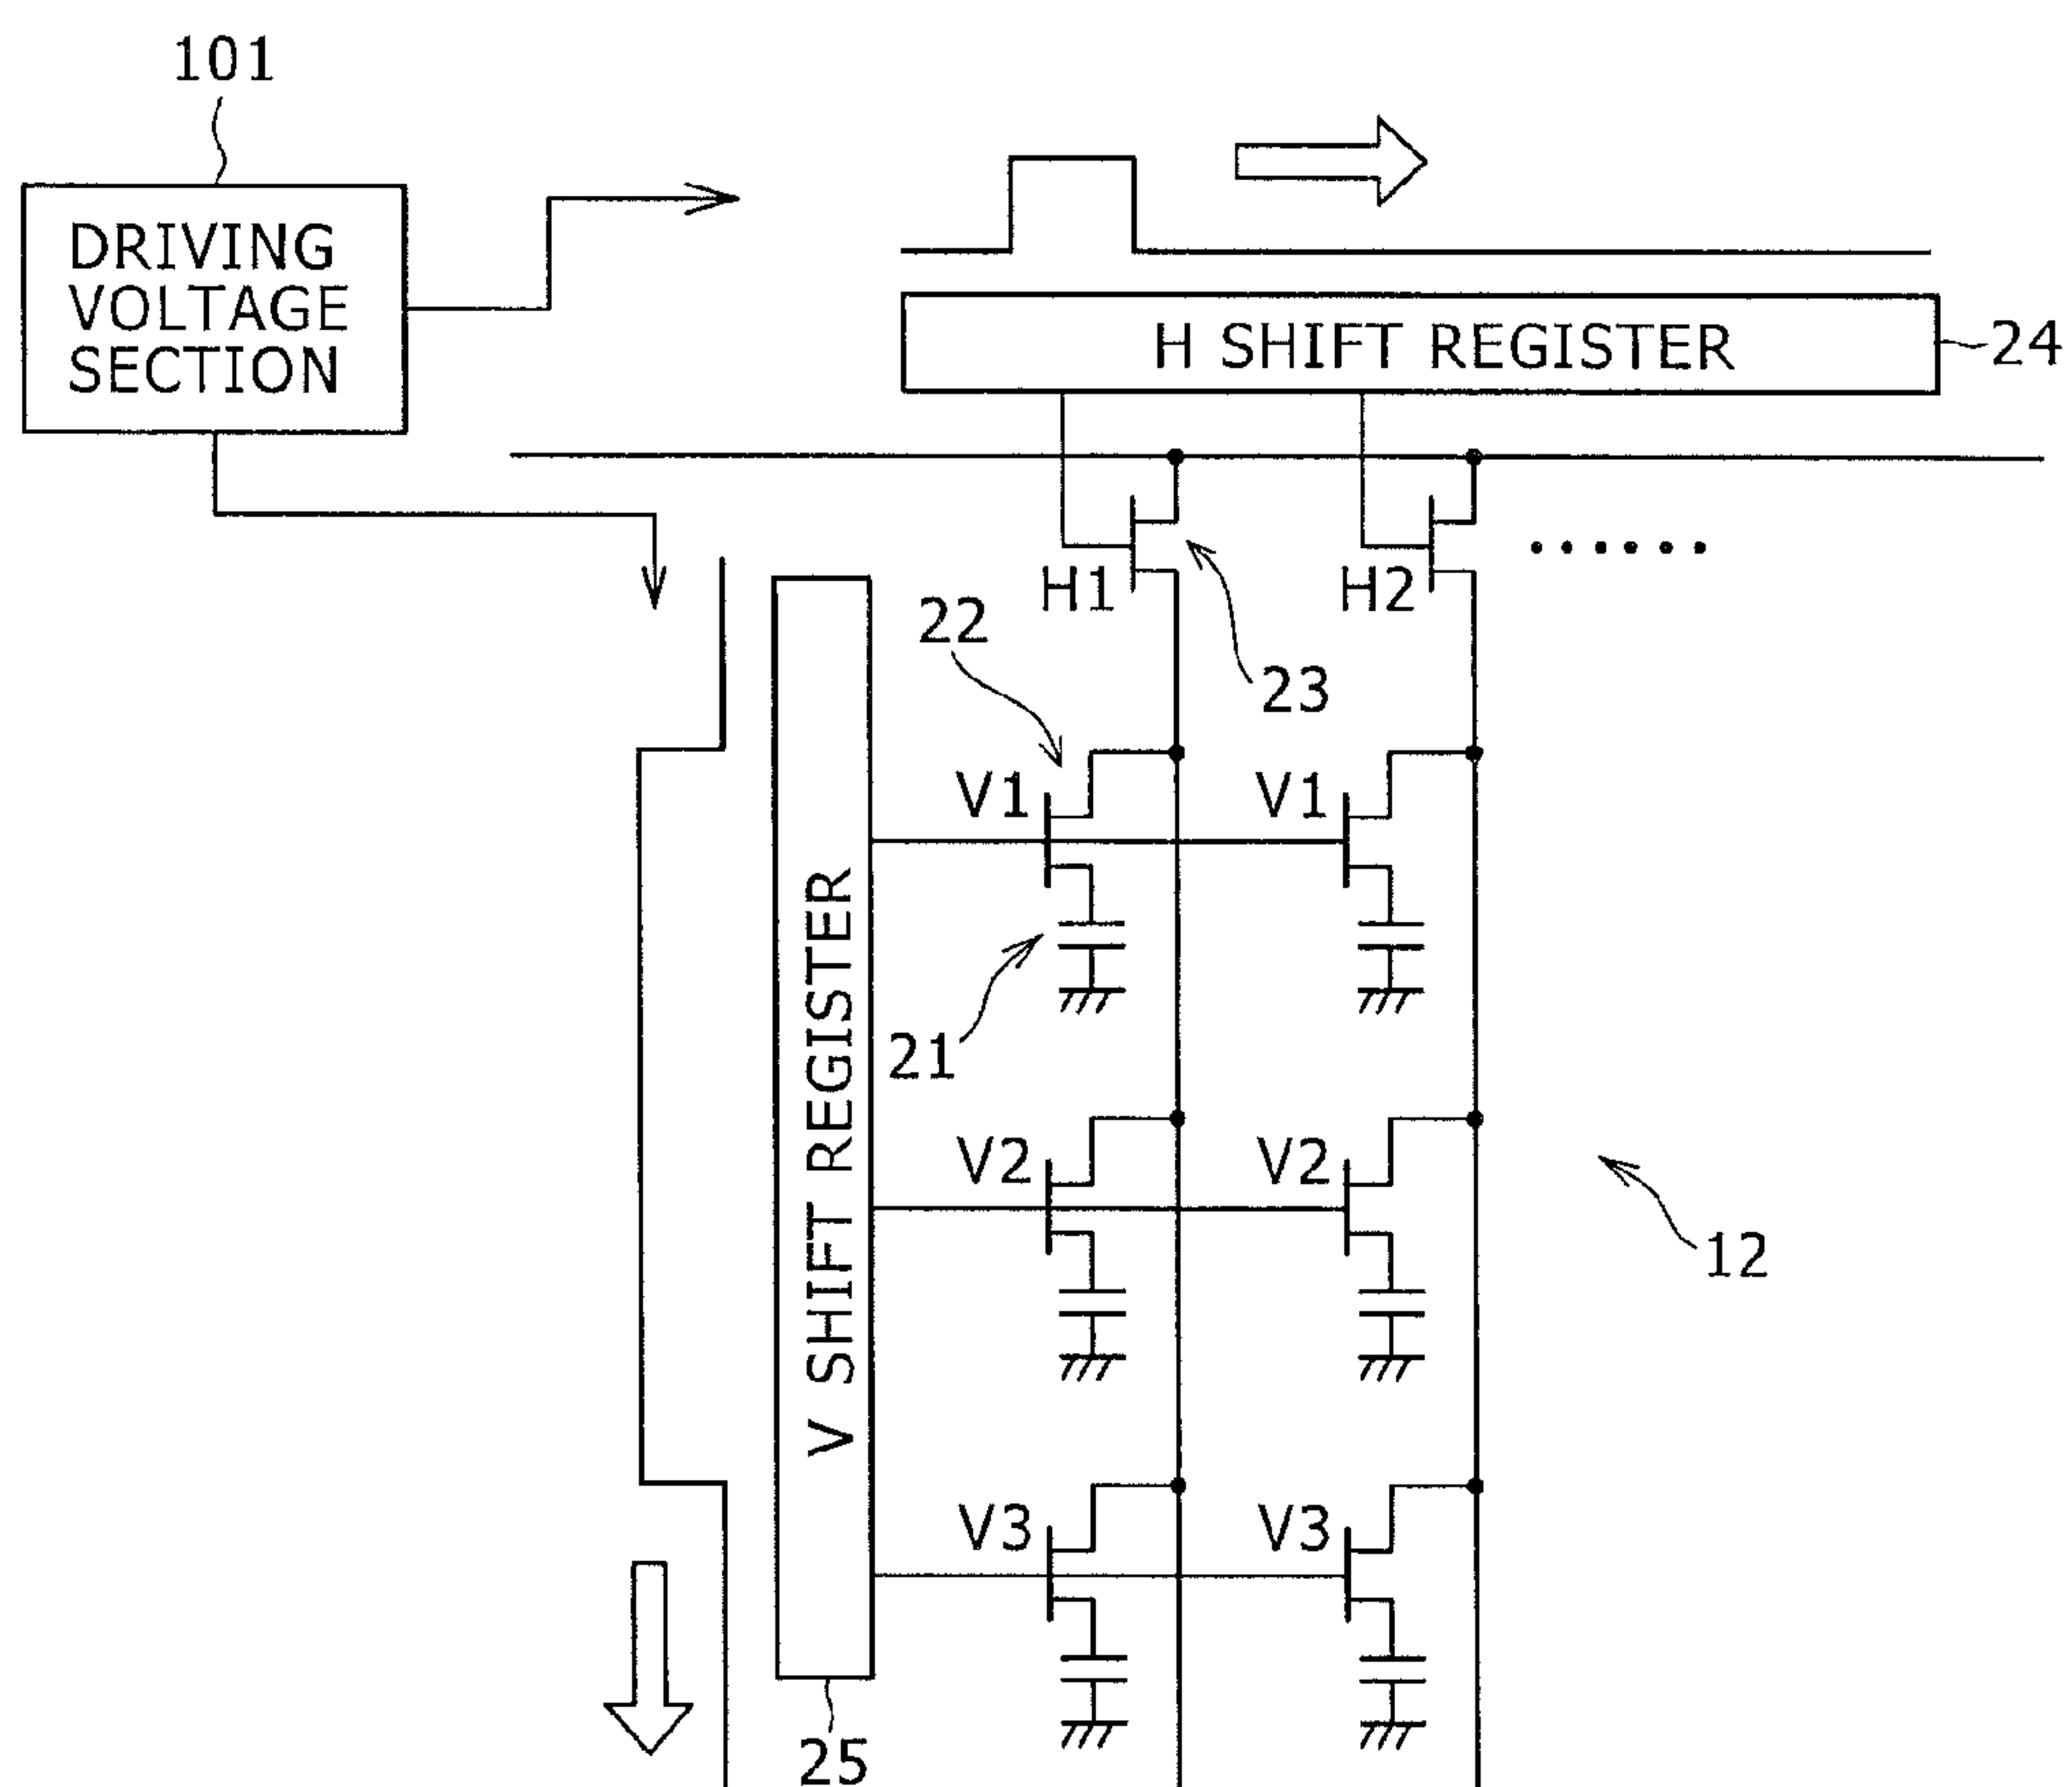 101
DRIVING
VOLTAGE
SECTION
H SHIFT REGISTER
24
H1
H2
22
23
V1
V1
21
V SHIFT REGISTER
V2
V2
12
V3
V3
25